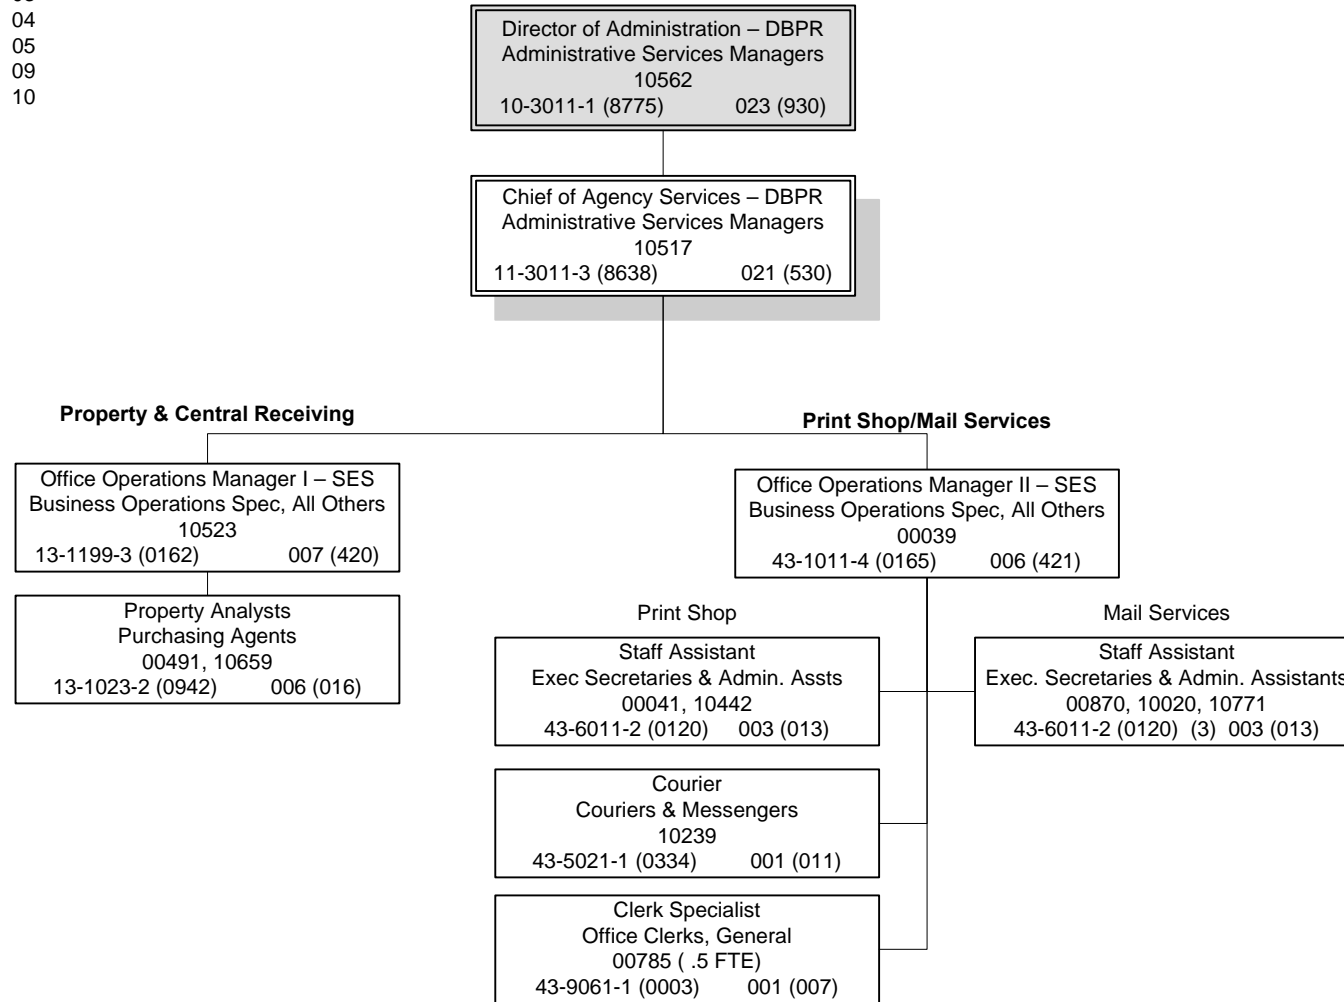 04
05
09
10
Director of Administration – DBPR
Administrative Services Managers
10562
10-3011-1 (8775) 023 (930)
Chief of Agency Services – DBPR
Administrative Services Managers
10517
11-3011-3 (8638) 021 (530)
Property & Central Receiving
Office Operations Manager I – SES
Business Operations Spec, All Others
10523
13-1199-3 (0162) 007 (420)
Property Analysts
Purchasing Agents
00491, 10659
13-1023-2 (0942) 006 (016)
Print Shop/Mail Services
Office Operations Manager II – SES
Business Operations Spec, All Others
00039
43-1011-4 (0165) 006 (421)
Print Shop
Staff Assistant
Exec Secretaries & Admin. Assts
00041, 10442
43-6011-2 (0120) 003 (013)
Courier
Couriers & Messengers
10239
43-5021-1 (0334) 001 (011)
Clerk Specialist
Office Clerks, General
00785 ( .5 FTE)
43-9061-1 (0003) 001 (007)
Mail Services
Staff Assistant
Exec. Secretaries & Admin. Assistants
00870, 10020, 10771
43-6011-2 (0120) (3) 003 (013)